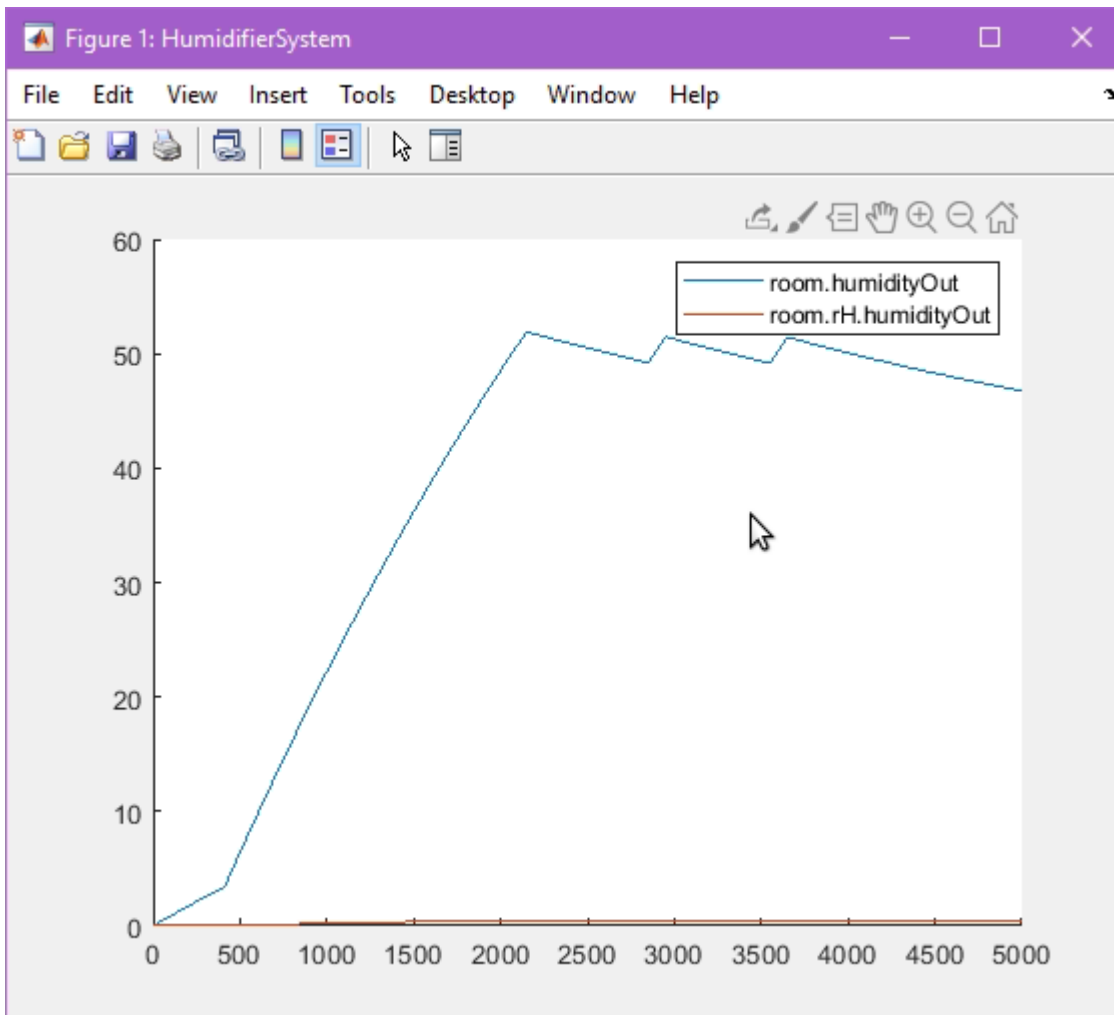 Figure 1: HumidifierSystem
File Edit View Insert Tools Desktop Window Help
room.humidityOut
room.rH.humidityOut
60
50
40
30
20
10
0
0 500 1000 1500 2000 2500 3000 3500 4000 4500 5000